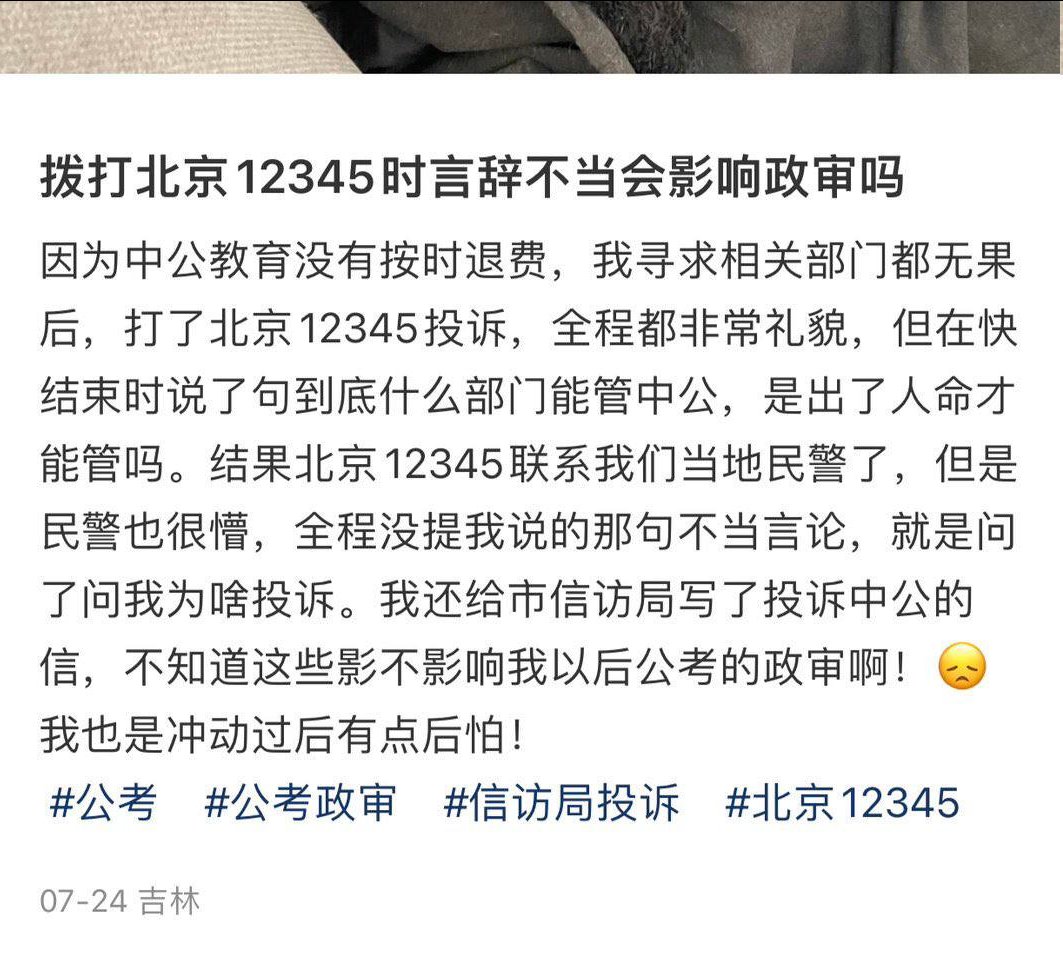 拨打北京12345时言辞不当会影响政审吗
因为中公教育没有按时退费，我寻求相关部门都无果
后，打了北京12345投诉，全程都非常礼貌，但在快
结束时说了句到底什么部门能管中公，是出了人命才
能管吗。结果北京12345联系我们当地民警了，但是
民警也很懵，全程没提我说的那句不当言论，就是问
了问我为啥投诉。我还给市信访局写了投诉中公的
信，不知道这些影不影响我以后公考的政审啊！😞
我也是冲动过后有点后怕！
#公考 #公考政审 #信访局投诉 #北京12345
07-24 吉林